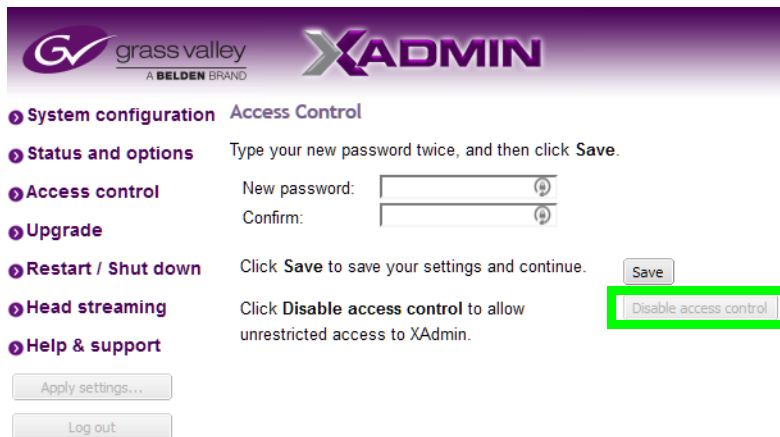 GV grass valley
A BELDEN BRAND
XADMIN
System configuration
Status and options
Access control
Upgrade
Restart / Shut down
Head streaming
Help & support
Apply settings...
Log out
Access Control
Type your new password twice, and then click Save.
New password:
Confirm:
Click Save to save your settings and continue.
Save
Click Disable access control to allow
unrestricted access to XAdmin.
Disable access control